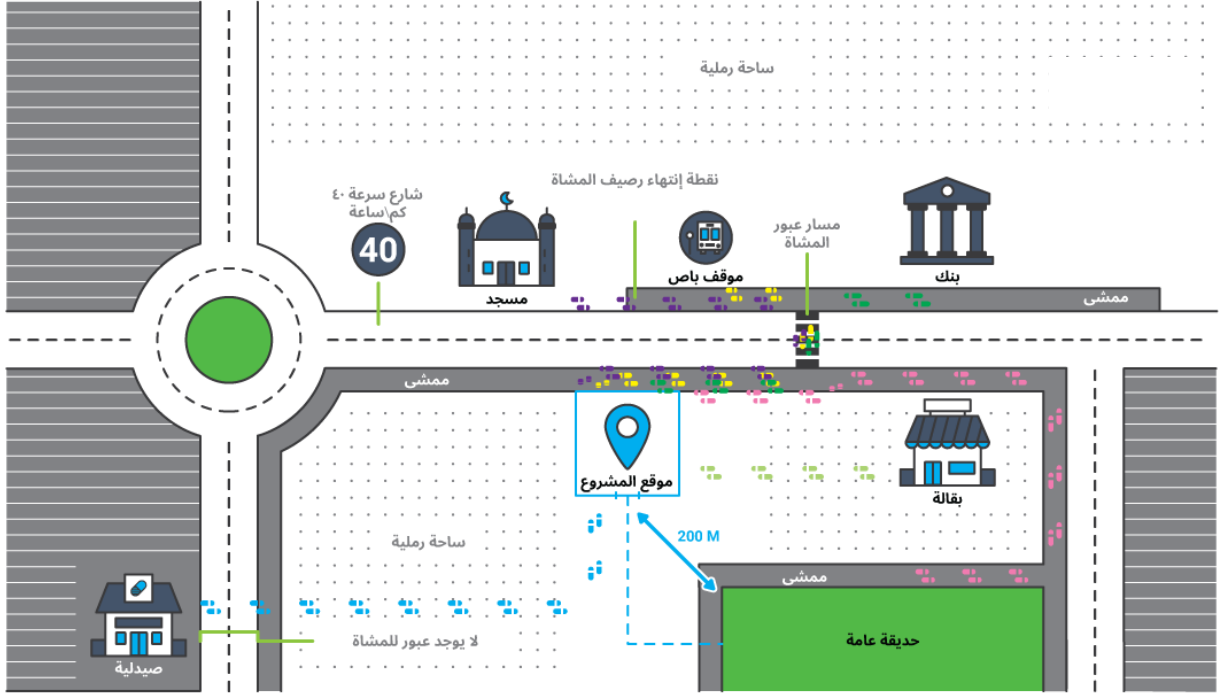 ساحة رملية
نقطة إنتهاء رصيف المشاة
شارع سرعة ٤٠
كم\ساعة
40
مسجد
موقف باص
مسار عبور
المشاة
بنك
ممشى
ممشى
موقع المشروع
بقالة
200 M
ساحة رملية
ممشى
حديقة عامة
لا يوجد عبور للمشاة
صيدلية